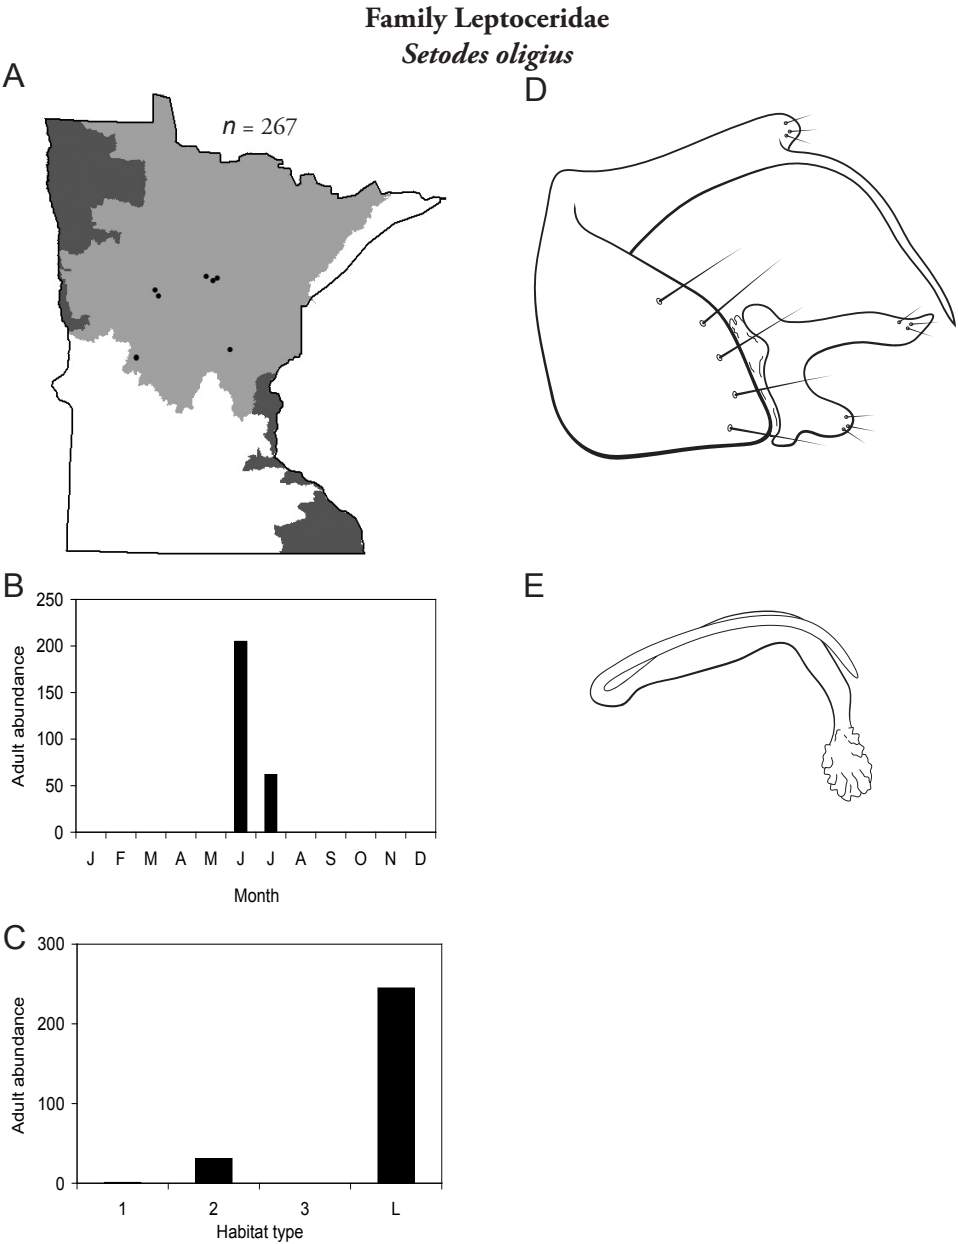 Family Leptoceridae
Setodes oligius
A
n = 267
D
B
250
200
150
100
50
0
Adult abundance
J F M A M J J A S O N D
Month
E
C
300
200
100
0
Adult abundance
1 2 3 L
Habitat type